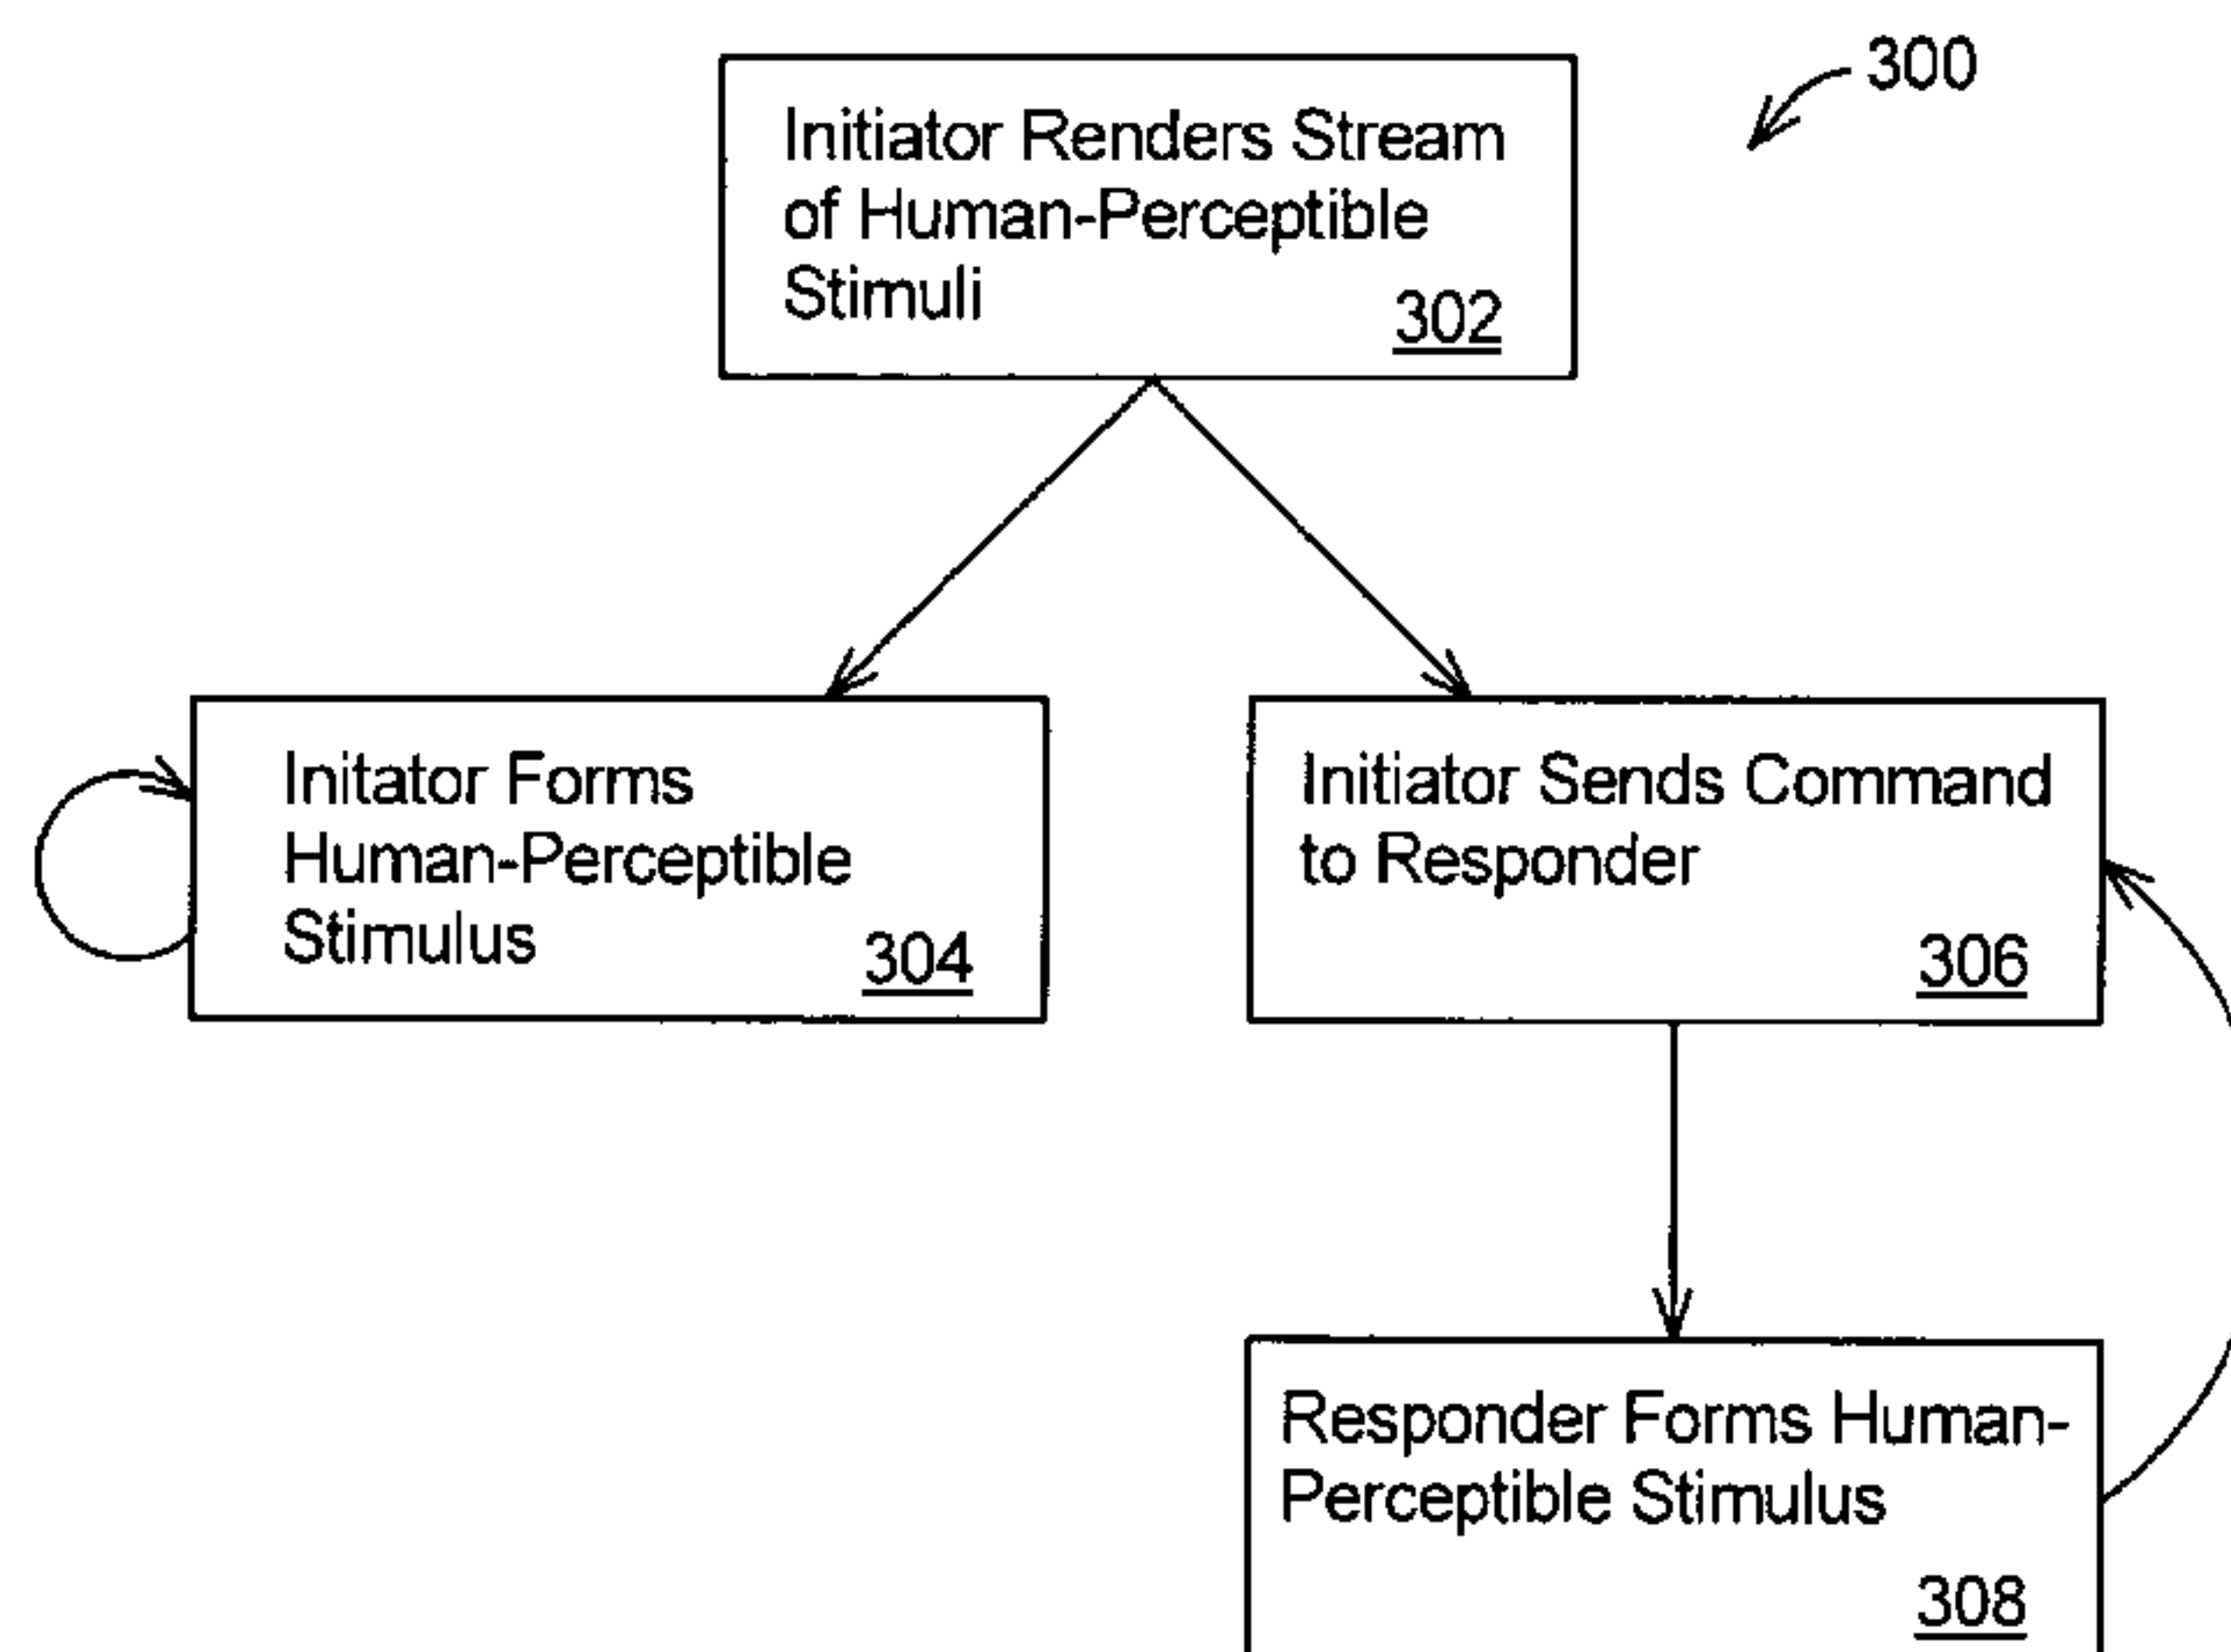 300
Initiator Renders Stream
of Human-Perceptible
Stimuli
302
Initator Forms
Human-Perceptible
Stimulus
304
Initiator Sends Command
to Responder
306
Responder Forms Human-
Perceptible Stimulus
308